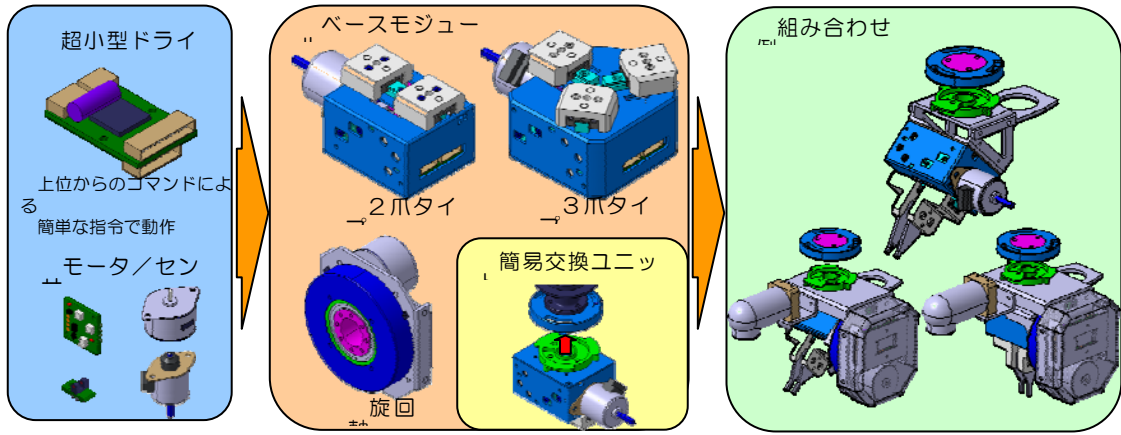 超小型ドライ
上位からのコマンドによ
る
簡単な指令で動作
モータ／セン
ベースモジュー
２爪タイ
３爪タイ
旋回
簡易交換ユニッ
組み合わせ